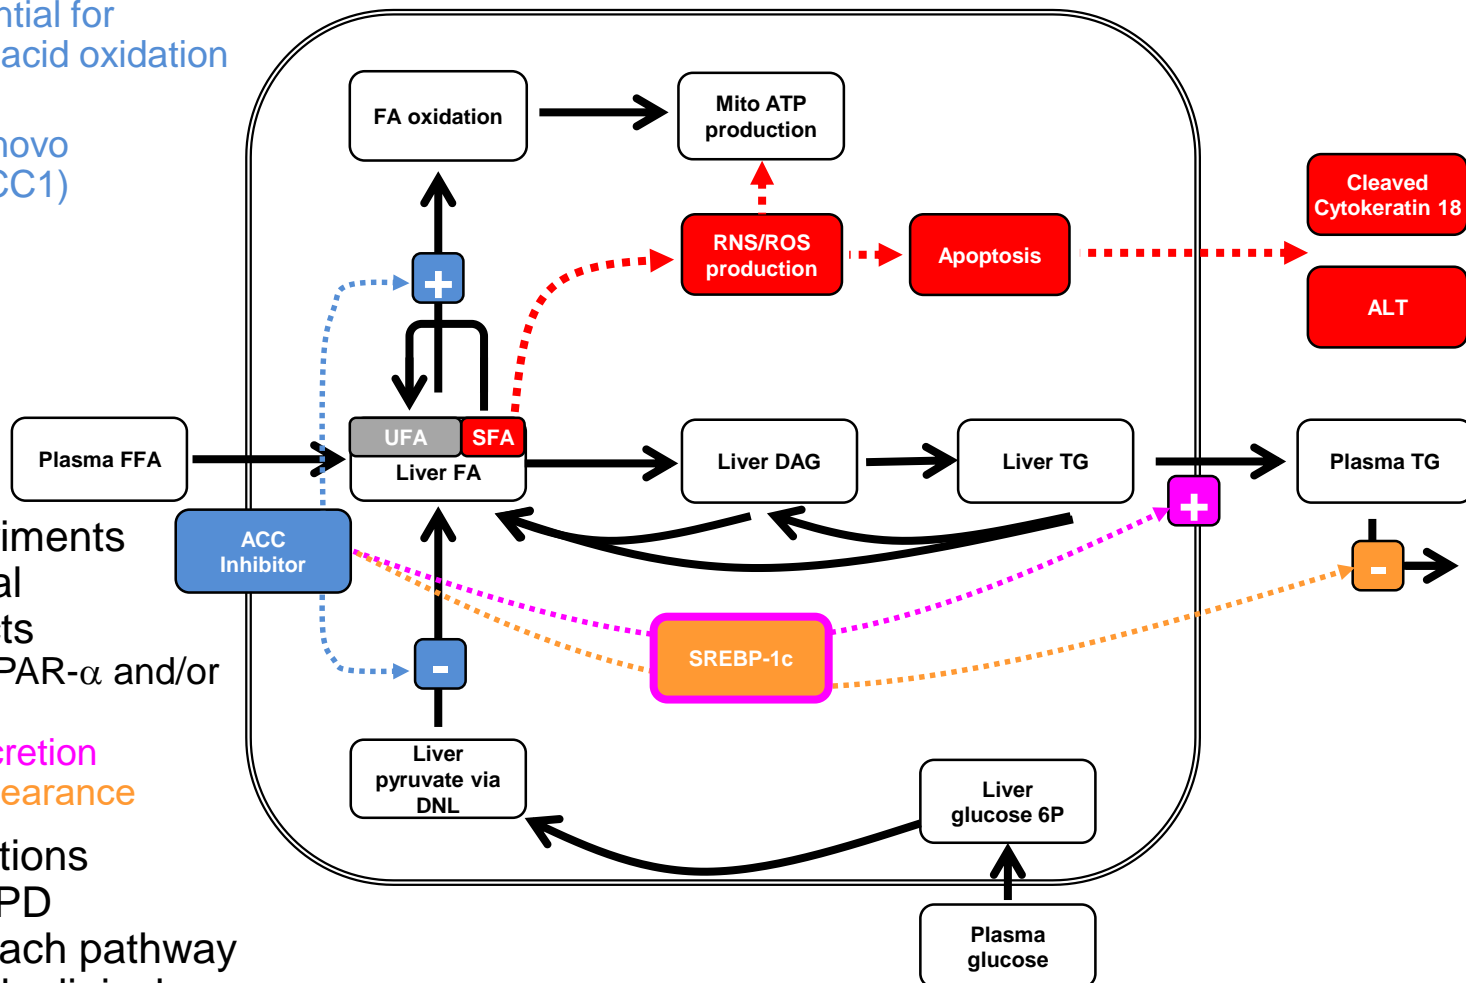 ntial for
acid oxidation
novo
CC1)
FA oxidation
Mito ATP
production
Cleaved
Cytokeratin 18
RNS/ROS
production
Apoptosis
ALT
+
UFA
SFA
Liver FA
Plasma FFA
Liver DAG
Liver TG
Plasma TG
+
-
ACC
Inhibitor
SREBP-1c
-
iments
al
cts
PAR-α and/or
cretion
earance
tions
PD
ach pathway
Liver
pyruvate via
DNL
Liver
glucose 6P
Plasma
glucose